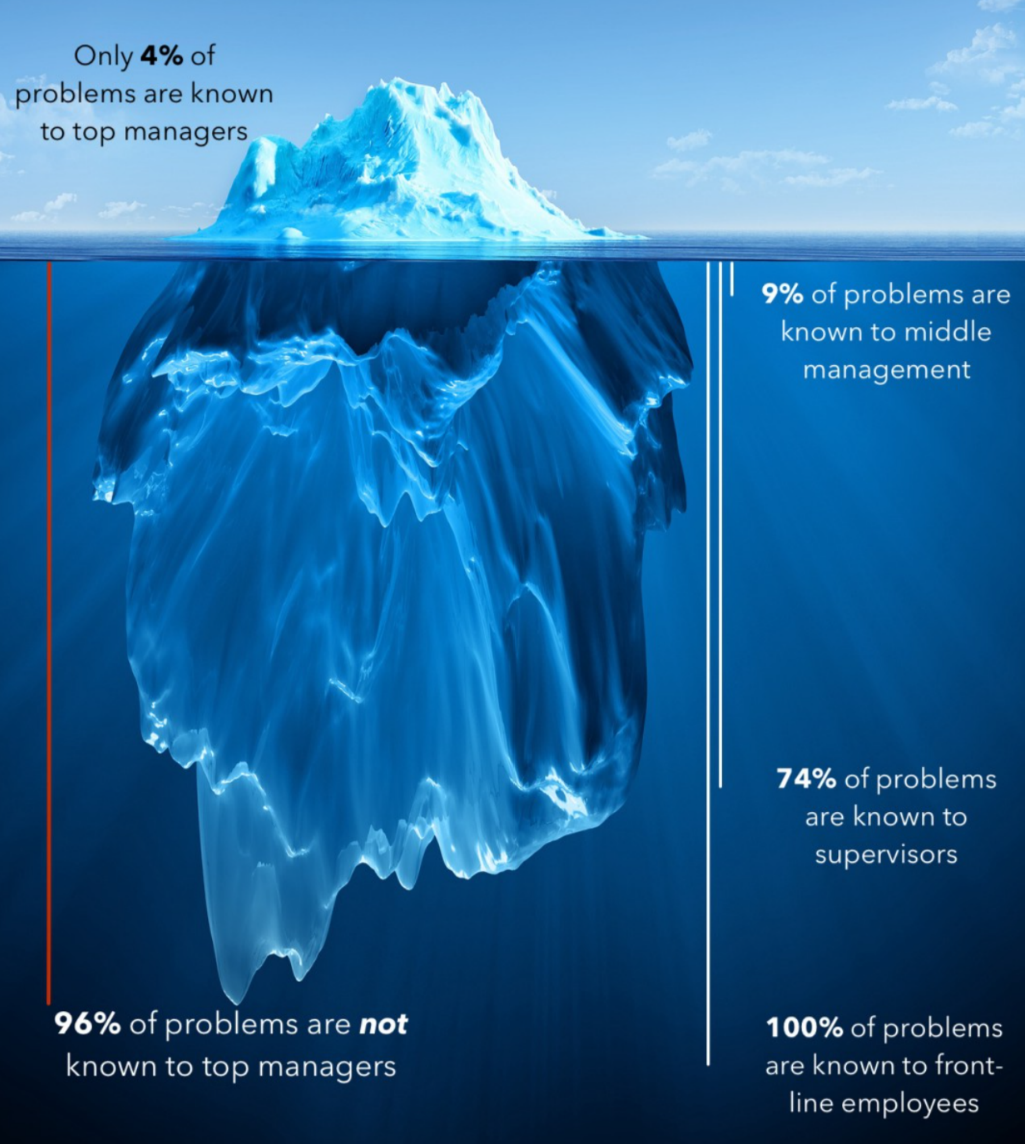 Only 4% of
problems are known
to top managers
9% of problems are
known to middle
management
74% of problems
are known to
supervisors
96% of problems are not
known to top managers
100% of problems
are known to front-
line employees